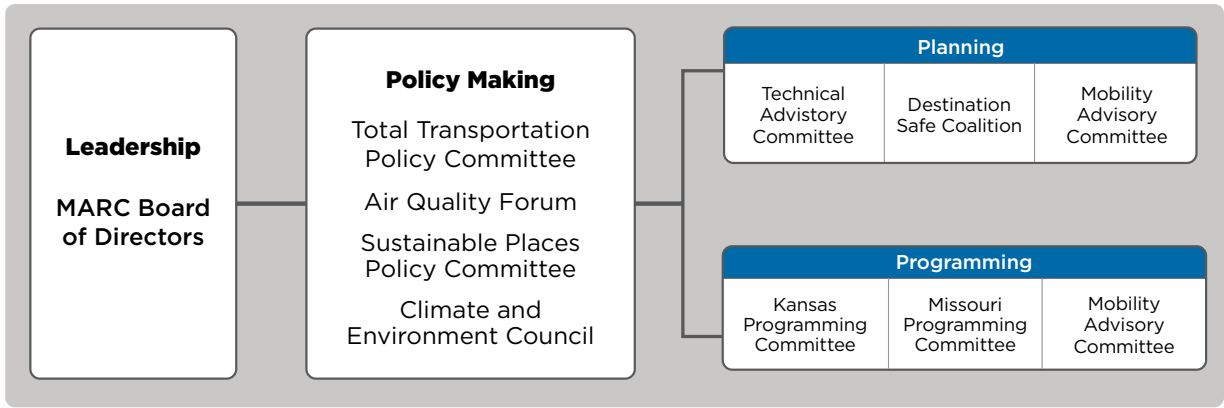 Leadership
MARC Board
of Directors
Policy Making
Total Transportation
Policy Committee
Air Quality Forum
Sustainable Places
Policy Committee
Climate and
Environment Council
Planning
Technical
Advistory
Committee
Destination
Safe Coalition
Mobility
Advisory
Committee
Programming
Kansas
Programming
Committee
Missouri
Programming
Committee
Mobility
Advisory
Committee